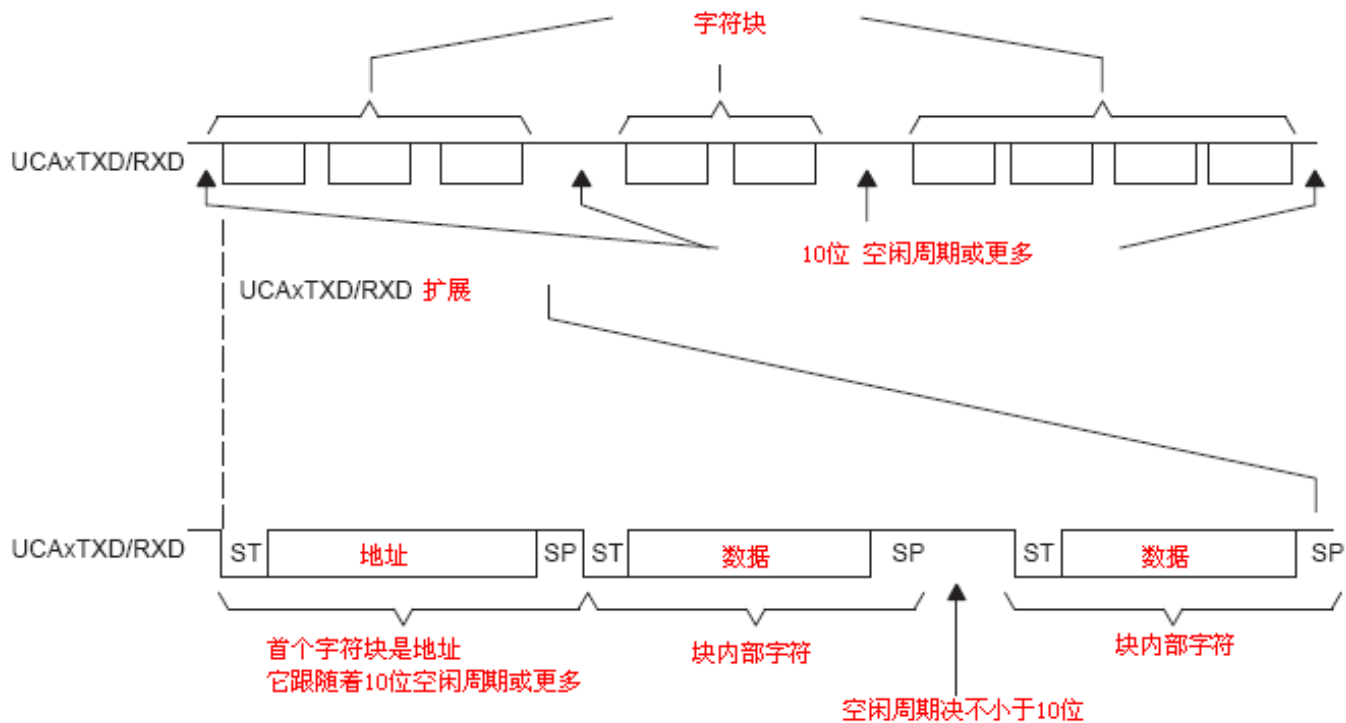 字符块
UCAxTXD/RXD
10位 空闲周期或更多
UCAxTXD/RXD 扩展
UCAxTXD/RXD
ST
地址
SP
ST
数据
SP
ST
数据
SP
首个字符块是地址
它跟随着10位空闲周期或更多
块内部字符
块内部字符
空闲周期决不小于10位